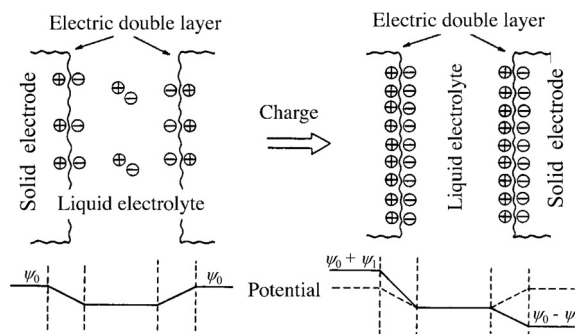 Electric double layer
Electric double layer
Solid electrode
Liquid electrolyte
Charge
Liquid electrolyte
Solid electrode
ψ₀
ψ₀
Potential
ψ₀ + ψ₁
ψ₀ - ψ